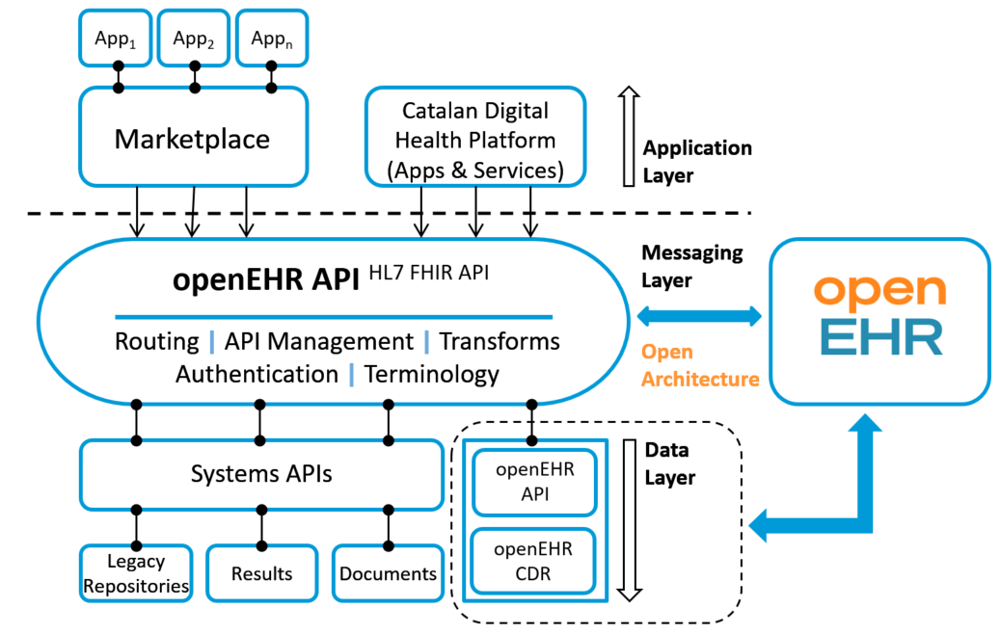 App₁ App₂ Appₙ
Marketplace
Catalan Digital
Health Platform
(Apps & Services)
Application
Layer
openEHR API HL7 FHIR API
Routing | API Management | Transforms
Authentication | Terminology
Messaging
Layer
Open
Architecture
open
EHR
Systems APIs
Legacy
Repositories
Results
Documents
openEHR
API
openEHR
CDR
Data
Layer